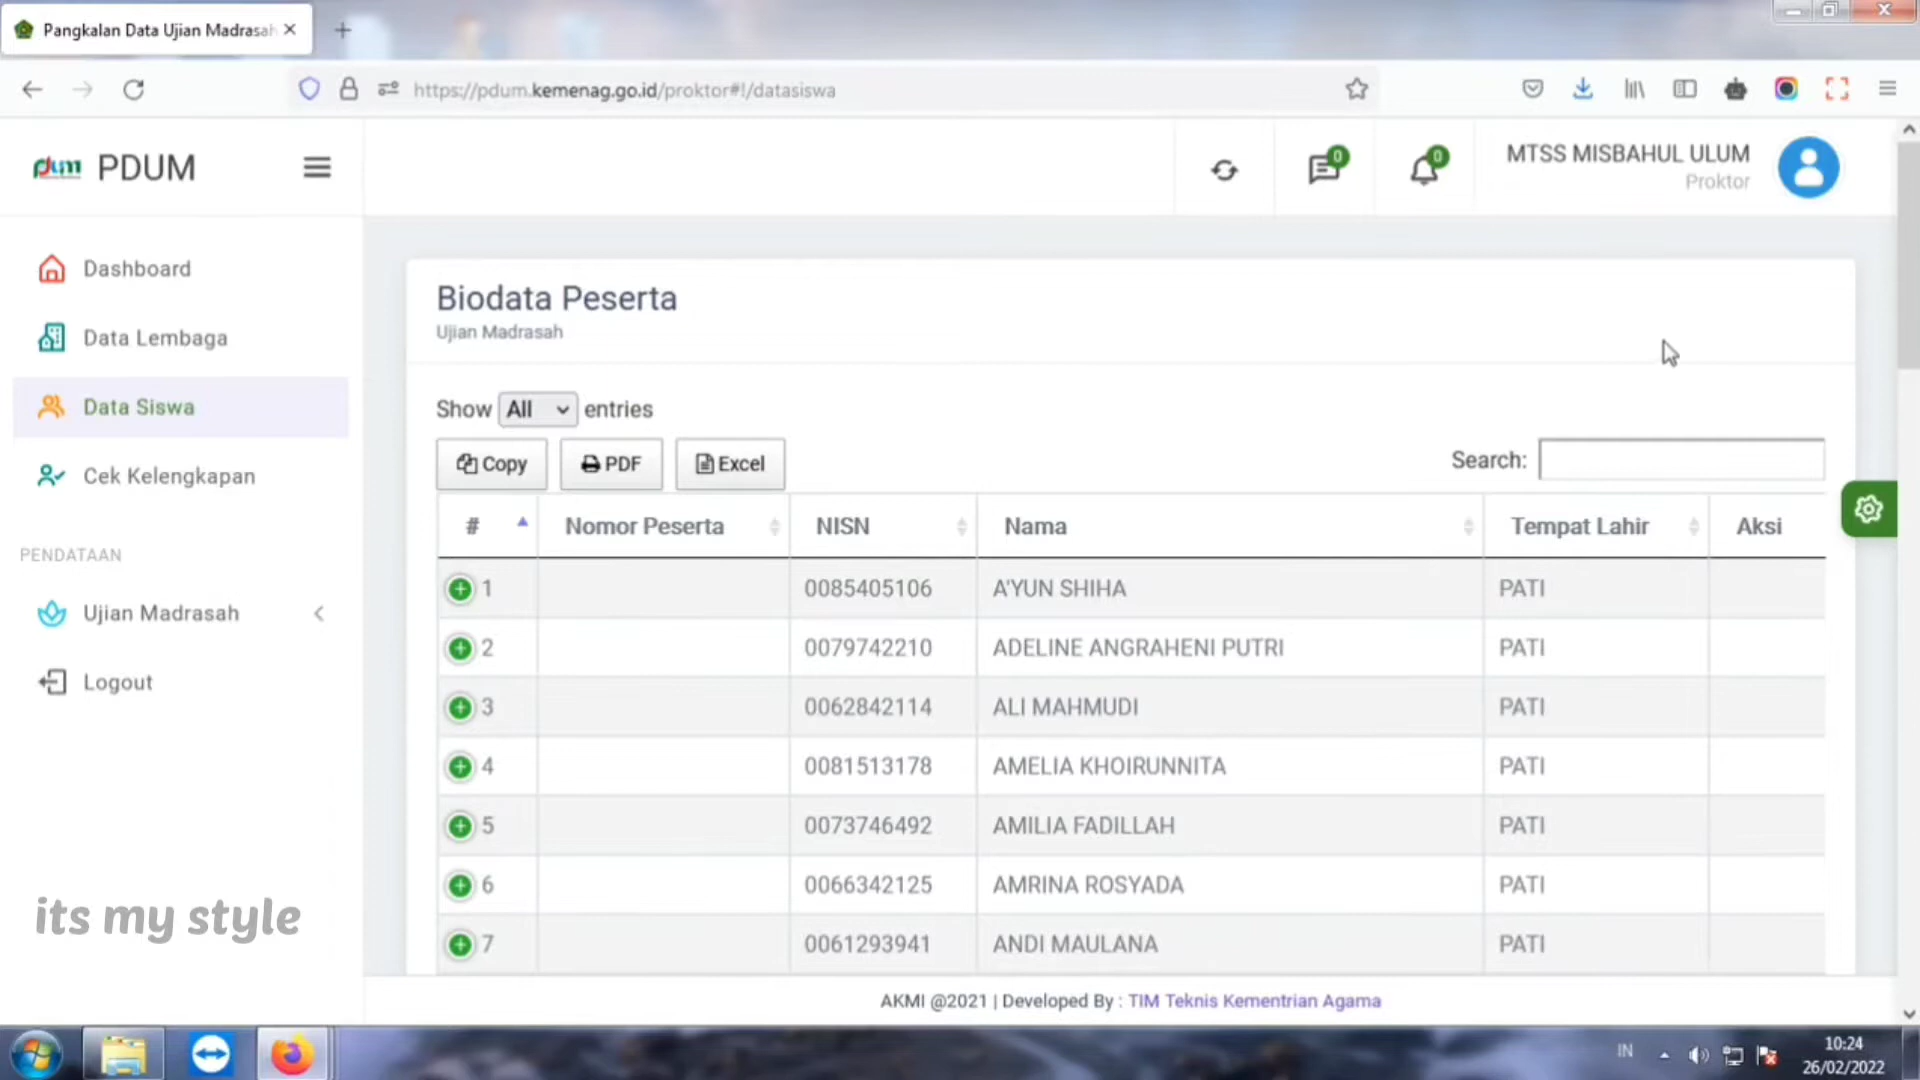 Pangkalan Data Ujian Madrasah
https://pdum.kemenag.go.id/proktor#!/datasiswa
pdum PDUM
0
0
MTSS MISBAHUL ULUM
Proktor
Dashboard
Data Lembaga
Data Siswa
Cek Kelengkapan
PENDATAAN
Ujian Madrasah
Logout
its my style
Biodata Peserta
Ujian Madrasah
Show All entries
Copy PDF Excel
Search:
# Nomor Peserta NISN Nama Tempat Lahir Aksi
1 0085405106 A'YUN SHIHA PATI
2 0079742210 ADELINE ANGRAHENI PUTRI PATI
3 0062842114 ALI MAHMUDI PATI
4 0081513178 AMELIA KHOIRUNNITA PATI
5 0073746492 AMILIA FADILLAH PATI
6 0066342125 AMRINA ROSYADA PATI
7 0061293941 ANDI MAULANA PATI
AKMI @2021 | Developed By : TIM Teknis Kementrian Agama
IN
10:24
26/02/2022